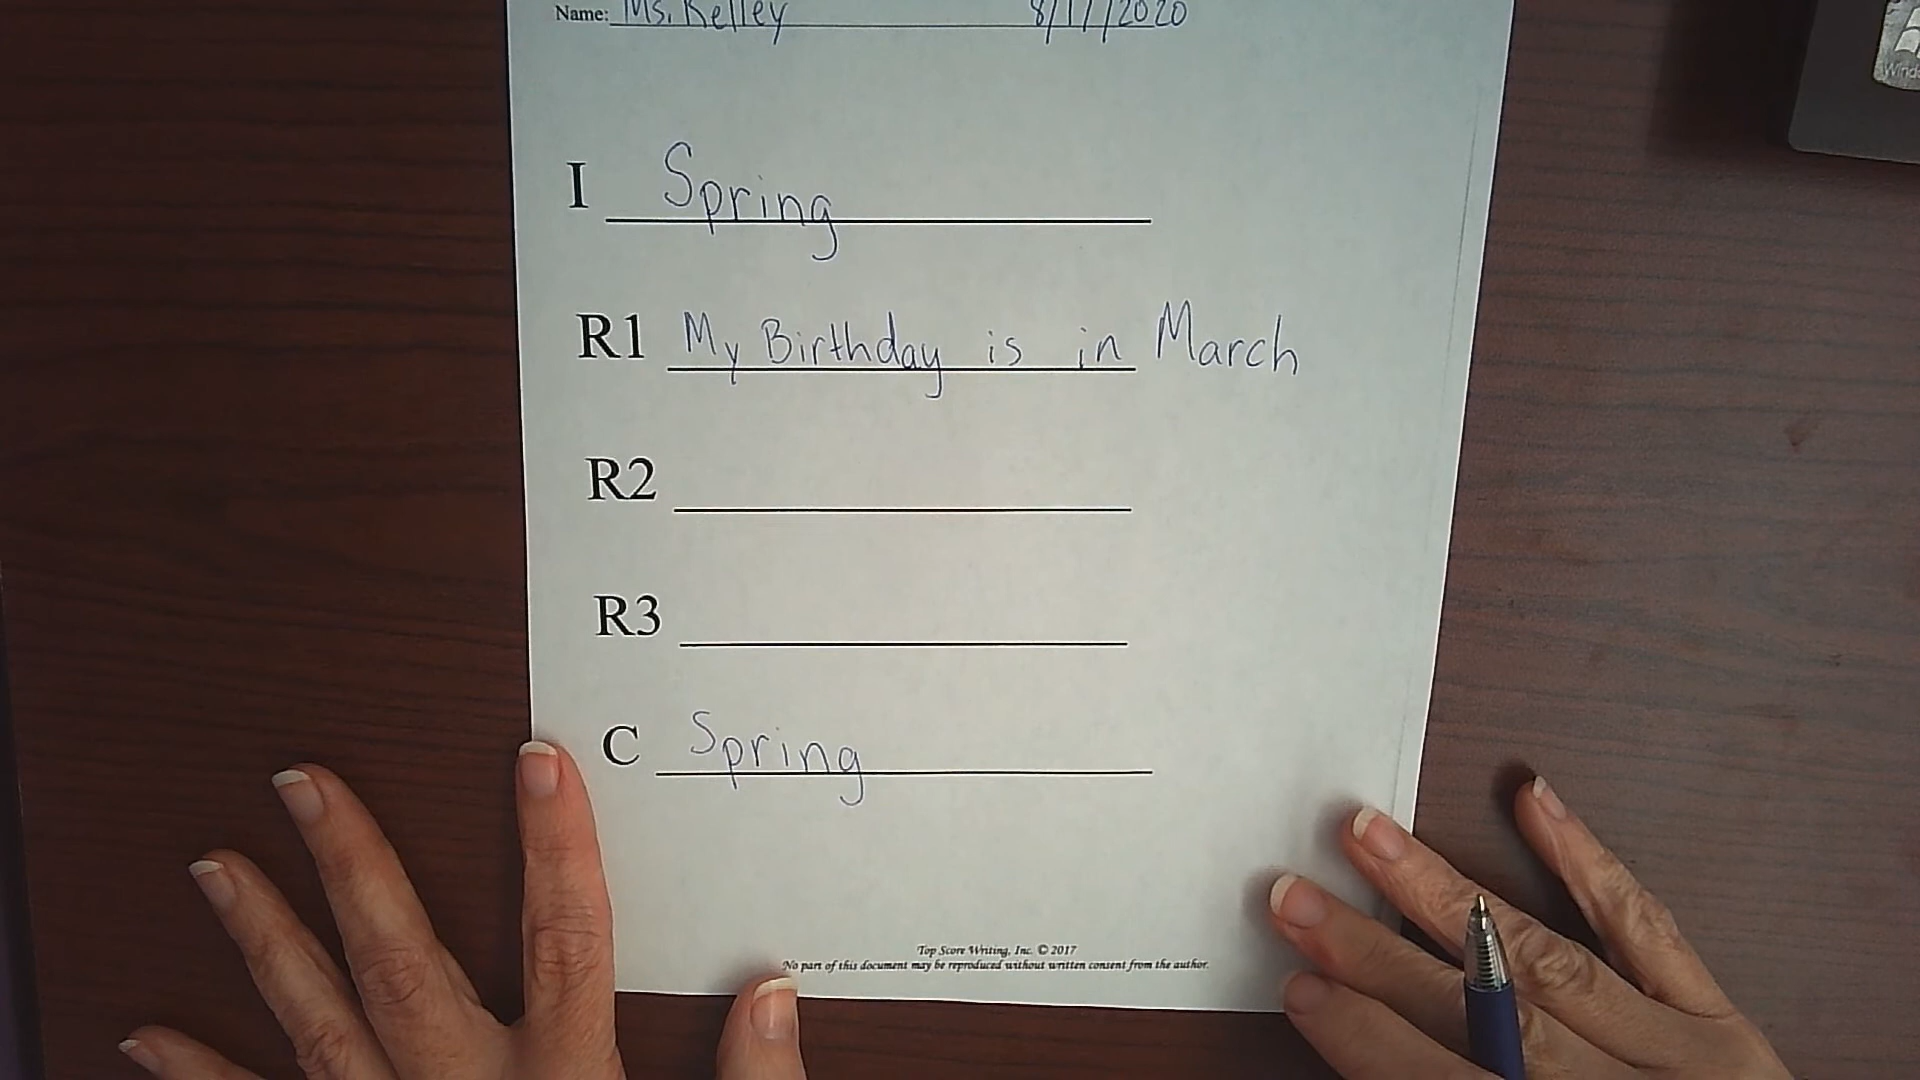 Name: Ms. Kelley 8/17/2020
I Spring
R1 My Birthday is in March
R2
R3
C Spring
Top Score Writing, Inc. © 2017
No part of this document may be reproduced without written consent from the author.